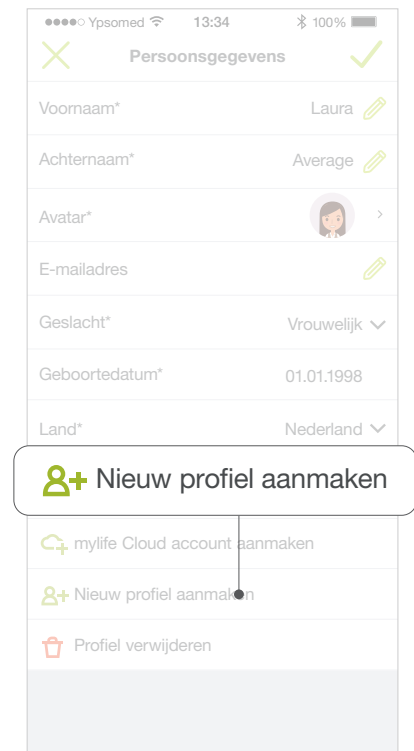 Ypsomed 13:34 100%
Persoonsgegevens
Voornaam* Laura
Achternaam* Average
Avatar*
E-mailadres
Geslacht* Vrouwelijk
Geboortedatum* 01.01.1998
Land* Nederland
Nieuw profiel aanmaken
mylife Cloud account aanmaken
Nieuw profiel aanmaken
Profiel verwijderen